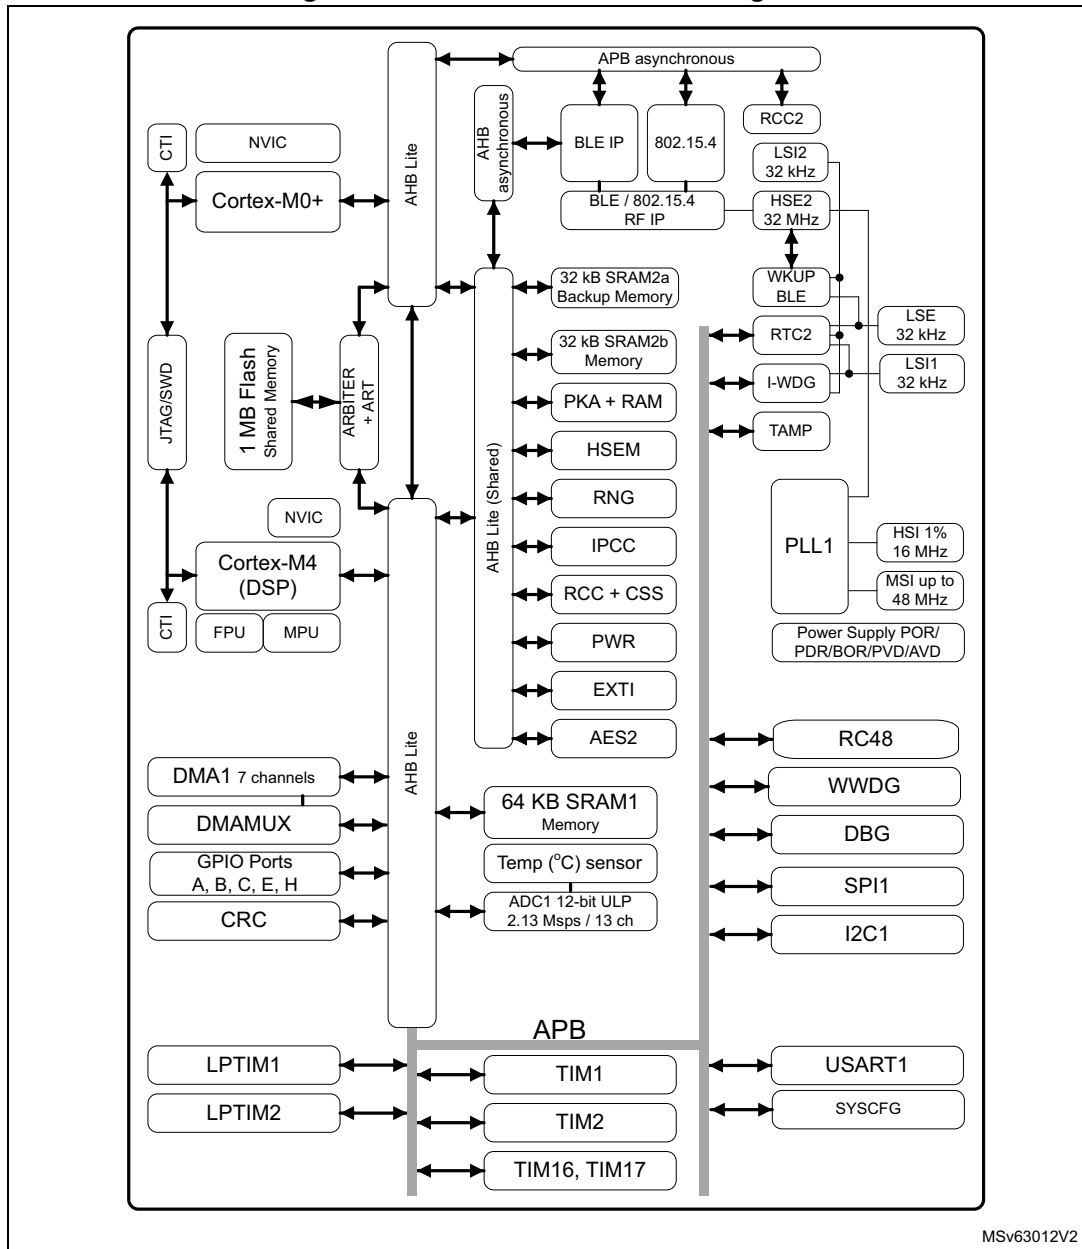 APB asynchronous
AHB Lite
AHB
asynchronous
BLE IP
802.15.4
RCC2
CTI
NVIC
LSI2
32 kHz
Cortex-M0+
BLE / 802.15.4
RF IP
HSE2
32 MHz
32 kB SRAM2a
Backup Memory
WKUP
BLE
LSE
32 kHz
32 kB SRAM2b
Memory
RTC2
LSI1
32 kHz
JTAG/SWD
1 MB Flash
Shared Memory
ARBITER
+ ART
AHB Lite (Shared)
PKA + RAM
I-WDG
HSEM
TAMP
RNG
NVIC
IPCC
PLL1
HSI 1%
16 MHz
Cortex-M4
(DSP)
RCC + CSS
MSI up to
48 MHz
CTI
FPU
MPU
PWR
Power Supply POR/
PDR/BOR/PVD/AVD
EXTI
AES2
RC48
AHB Lite
DMA1 7 channels
WWDG
64 KB SRAM1
Memory
DMAMUX
DBG
Temp (°C) sensor
GPIO Ports
A, B, C, E, H
SPI1
ADC1 12-bit ULP
2.13 Msps / 13 ch
CRC
I2C1
APB
LPTIM1
TIM1
USART1
LPTIM2
TIM2
SYSCFG
TIM16, TIM17
MSv63012V2